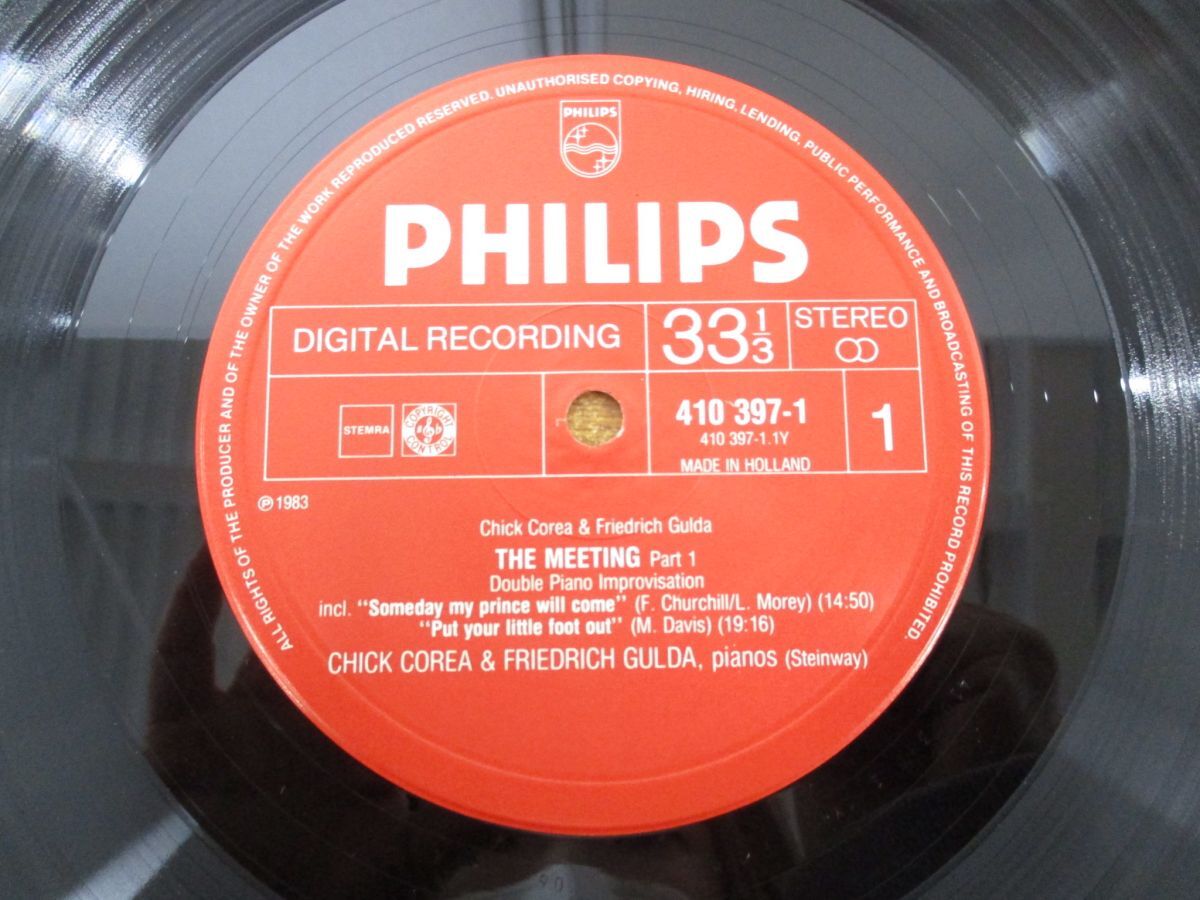 ALL RIGHTS OF THE PRODUCER AND OF THE OWNER OF THE WORK REPRODUCED RESERVED. UNAUTHORISED COPYING, HIRING, LENDING, PUBLIC PERFORMANCE AND BROADCASTING OF THIS RECORD PROHIBITED.
PHILIPS
PHILIPS
DIGITAL RECORDING
33 1/3
STEREO
STEMRA
COPYRIGHT CONTROL
410 397-1
410 397-1.1Y
MADE IN HOLLAND
1
℗ 1983
Chick Corea & Friedrich Gulda
THE MEETING Part 1
Double Piano Improvisation
incl. "Someday my prince will come" (F. Churchill/L. Morey) (14:50)
"Put your little foot out" (M. Davis) (19:16)
CHICK COREA & FRIEDRICH GULDA, pianos (Steinway)